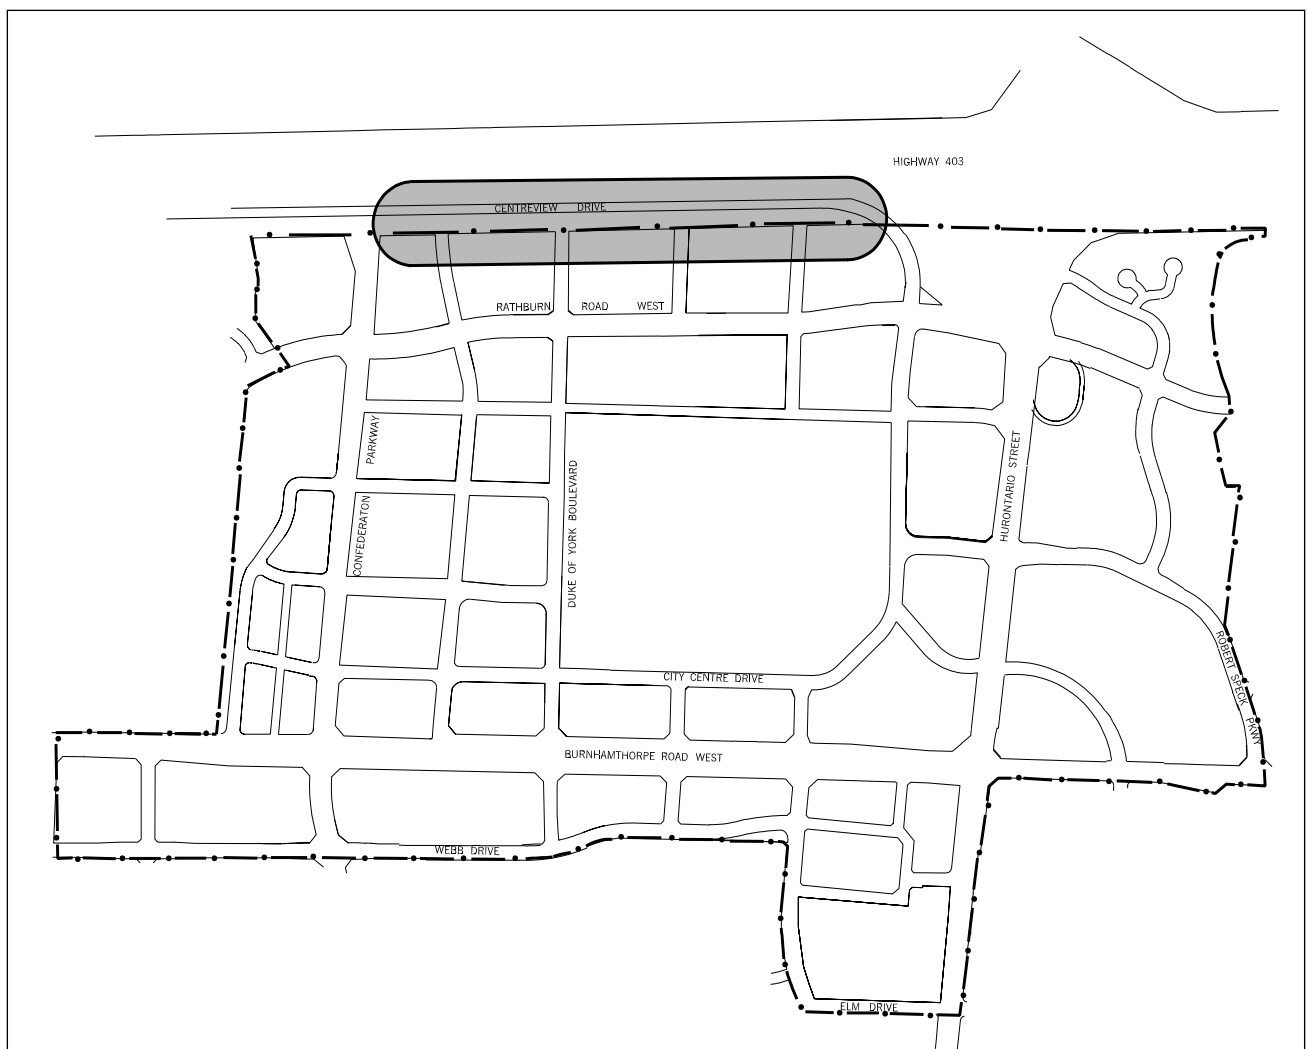 HIGHWAY 403
CENTREVIEW DRIVE
RATHBURN ROAD WEST
PARKWAY
CONFEDERATON
DUKE OF YORK BOULEVARD
HURONTARIO STREET
ROBERT SPECK PKWY
CITY CENTRE DRIVE
BURNHAMTHORPE ROAD WEST
WEBB DRIVE
ELM DRIVE